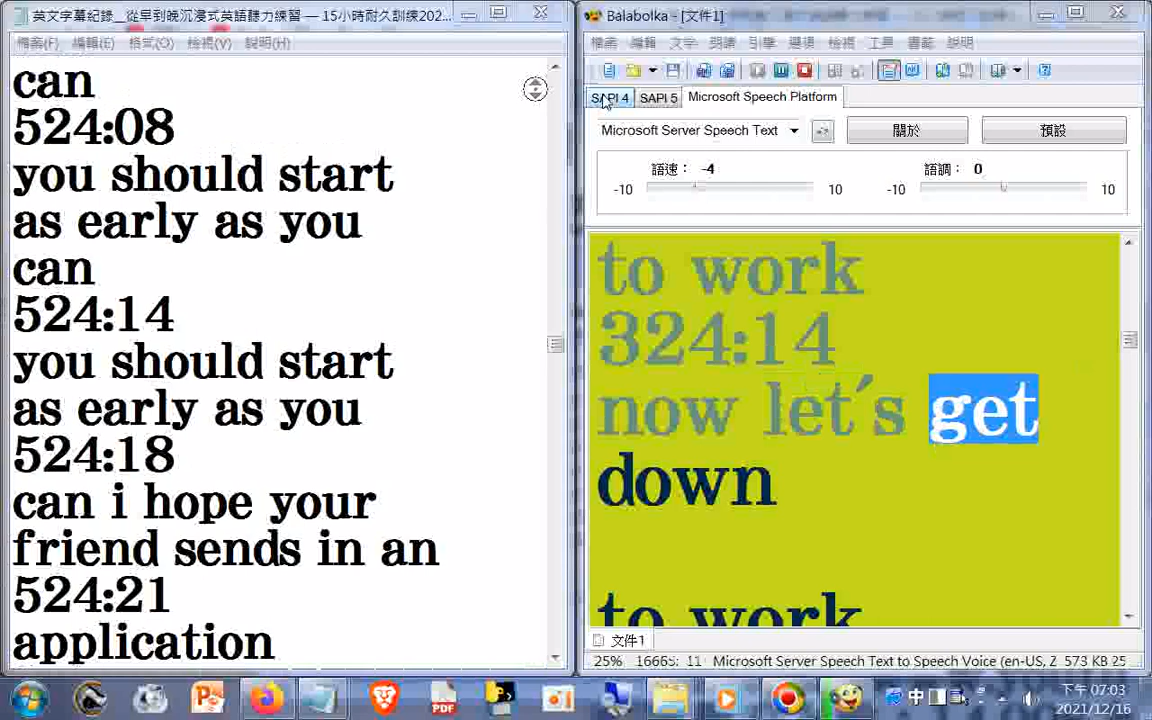 英文字幕紀錄__從早到晚沉浸式英語聽力練習 — 15小時耐久訓練202...
檔案(F) 編輯(E) 格式(O) 檢視(V) 說明(H)
can
524:08
you should start
as early as you
can
524:14
you should start
as early as you
524:18
can i hope your
friend sends in an
524:21
application
Balabolka - [文件1]
檔案 編輯 文字 朗讀 引擎 選項 檢視 工具 書籤 說明
SAPI 4 SAPI 5 Microsoft Speech Platform
Microsoft Server Speech Text 關於 預設
語速： -4 語調： 0
-10 10 -10 10
to work
324:14
now let's get
down
to work
文件1
25% 16665: 11 Microsoft Server Speech Text to Speech Voice (en-US, Z 573 KB 25
PDF 中 下午 07:03
2021/12/16